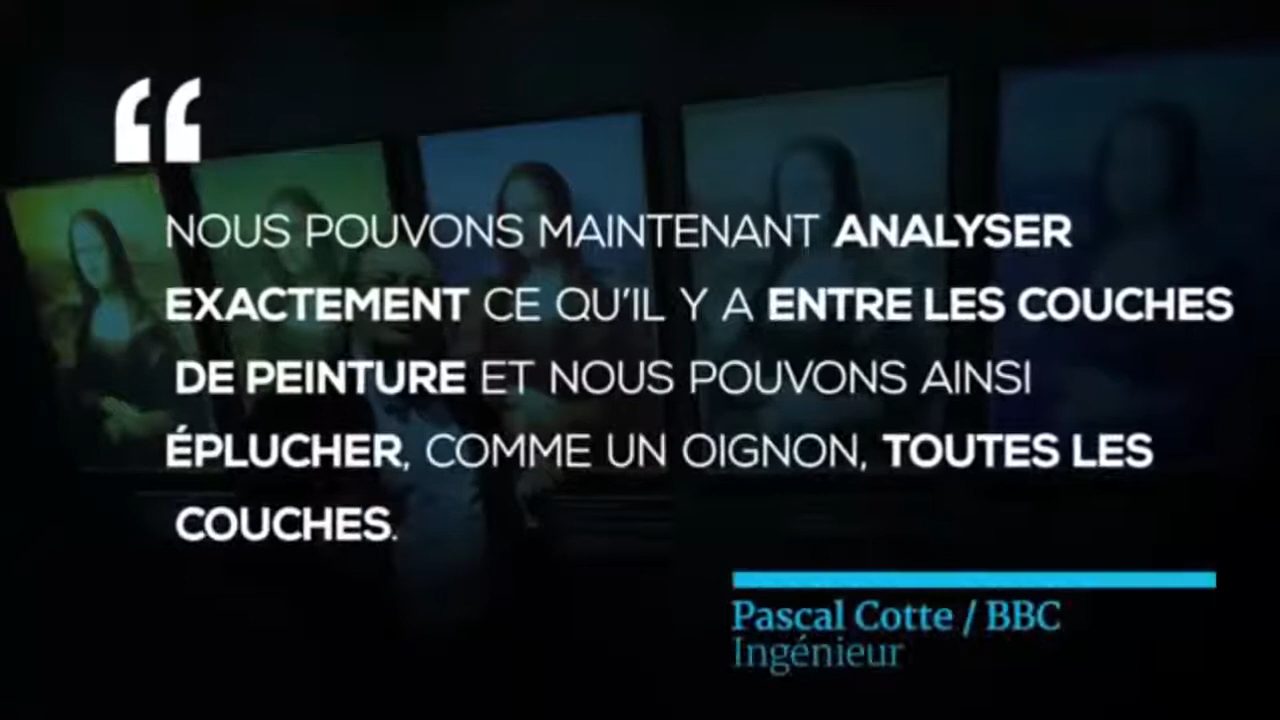 “
NOUS POUVONS MAINTENANT ANALYSER
EXACTEMENT CE QU'IL Y A ENTRE LES COUCHES
DE PEINTURE ET NOUS POUVONS AINSI
ÉPLUCHER, COMME UN OIGNON, TOUTES LES
COUCHES.
Pascal Cotte / BBC
Ingénieur